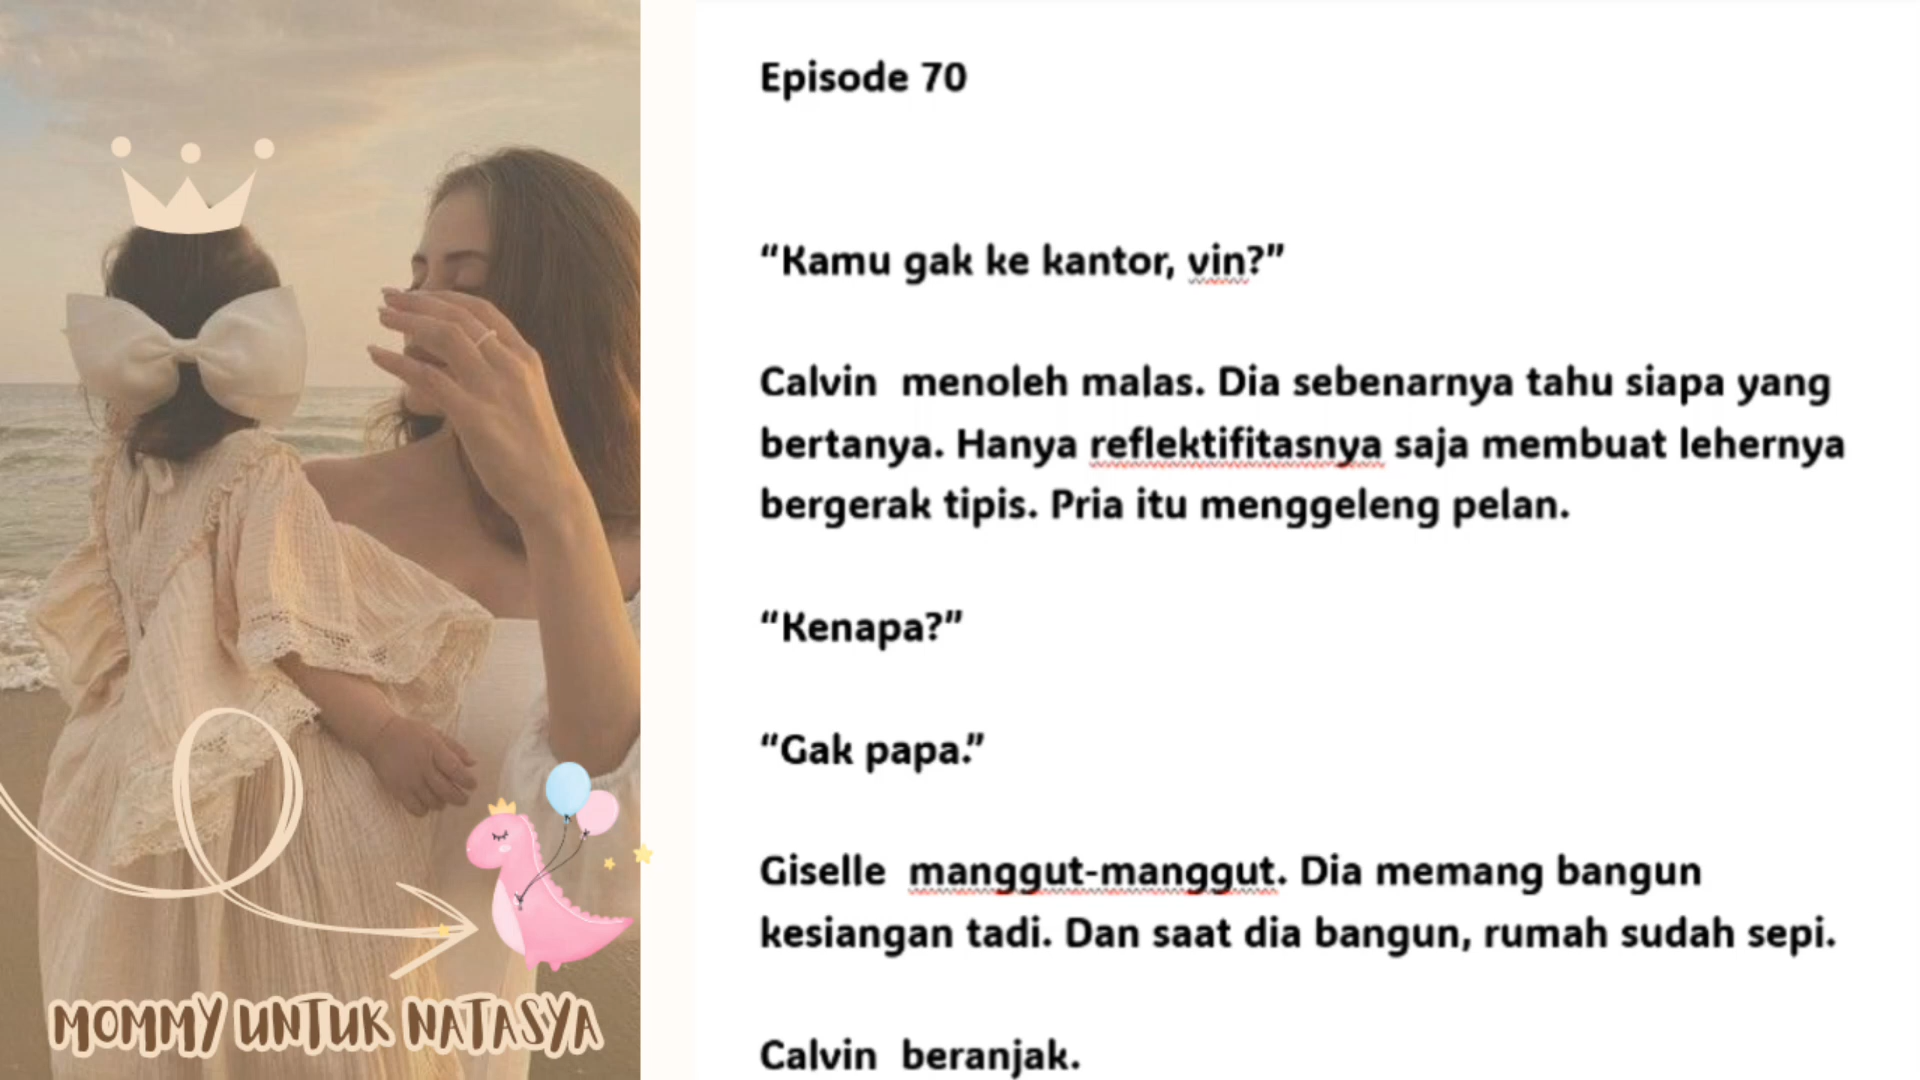 Episode 70
“Kamu gak ke kantor, vin?”
Calvin  menoleh malas. Dia sebenarnya tahu siapa yang
bertanya. Hanya reflektifitasnya saja membuat lehernya
bergerak tipis. Pria itu menggeleng pelan.
“Kenapa?”
“Gak papa.”
Giselle  manggut-manggut. Dia memang bangun
kesiangan tadi. Dan saat dia bangun, rumah sudah sepi.
Calvin  beranjak.
MOMMY UNTUK NATASYA